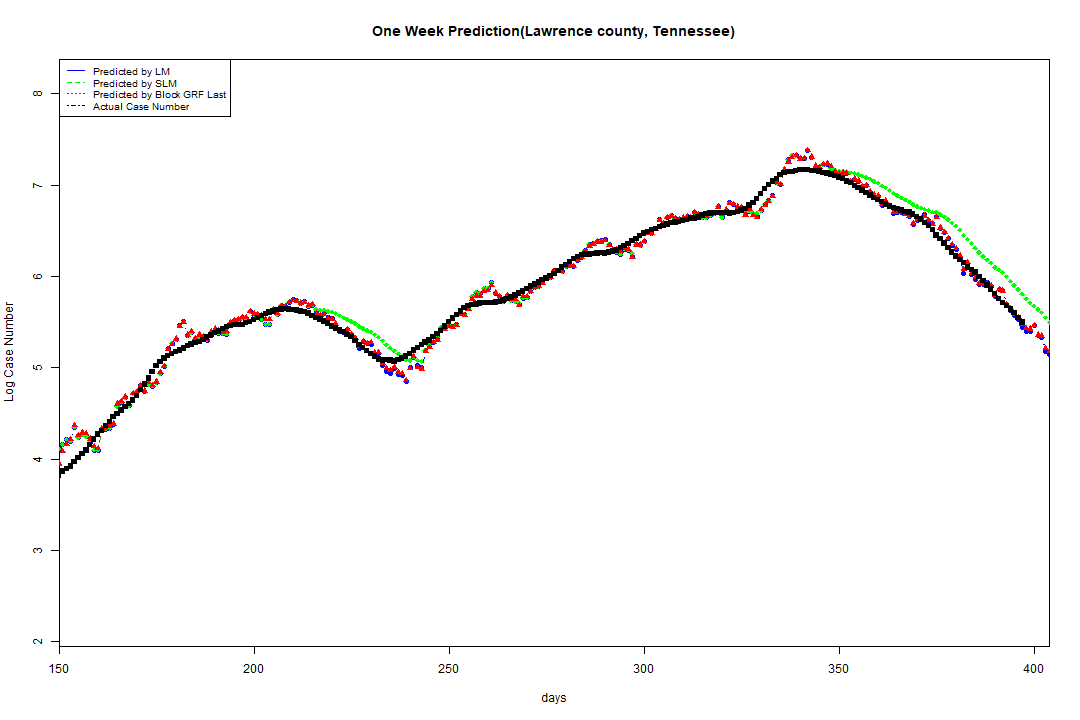 One Week Prediction(Lawrence county, Tennessee)
Predicted by LM
Predicted by SLM
Predicted by Block GRF Last
Actual Case Number
8
7
6
5
4
3
2
Log Case Number
150 200 250 300 350 400
days